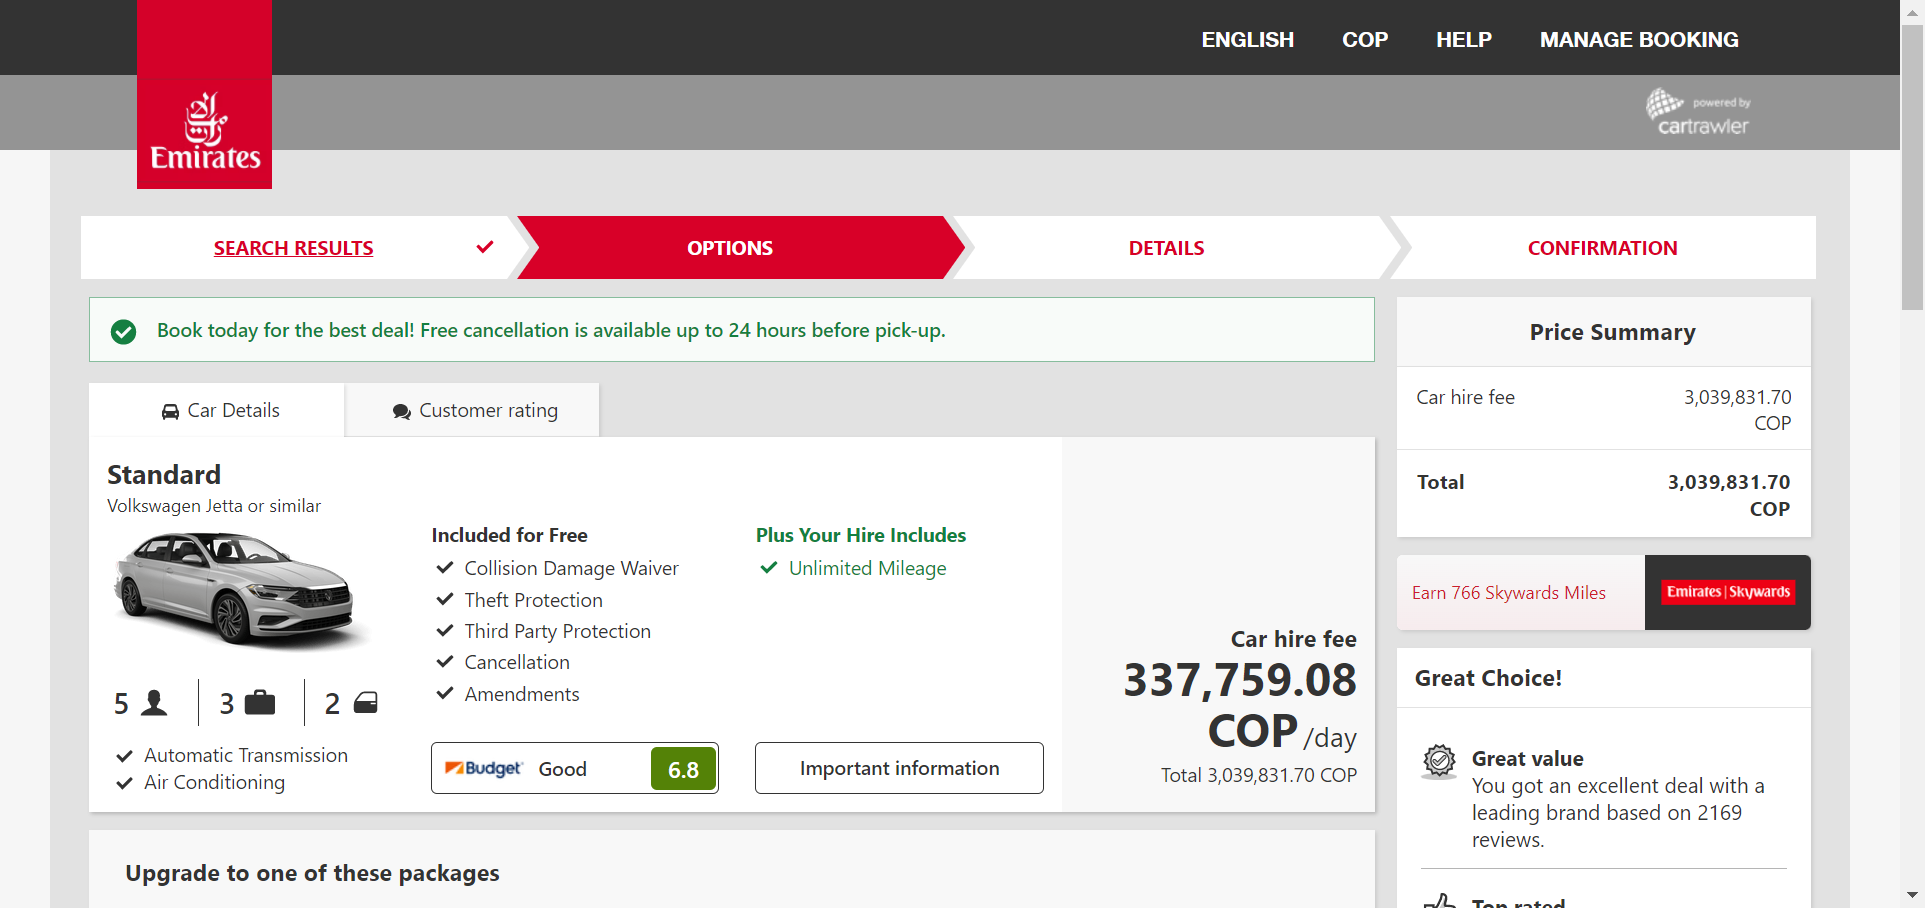 ENGLISH COP HELP MANAGE BOOKING
powered by
cartrawler
Emirates
SEARCH RESULTS
OPTIONS
DETAILS
CONFIRMATION
Book today for the best deal! Free cancellation is available up to 24 hours before pick-up.
Car Details
Customer rating
Standard
Volkswagen Jetta or similar
5
3
2
Automatic Transmission
Air Conditioning
Included for Free
Collision Damage Waiver
Theft Protection
Third Party Protection
Cancellation
Amendments
Budget Good 6.8
Plus Your Hire Includes
Unlimited Mileage
Important information
Car hire fee
337,759.08
COP /day
Total 3,039,831.70 COP
Upgrade to one of these packages
Price Summary
Car hire fee 3,039,831.70
COP
Total 3,039,831.70
COP
Earn 766 Skywards Miles
Emirates | Skywards
Great Choice!
Great value
You got an excellent deal with a
leading brand based on 2169
reviews.
Top rated